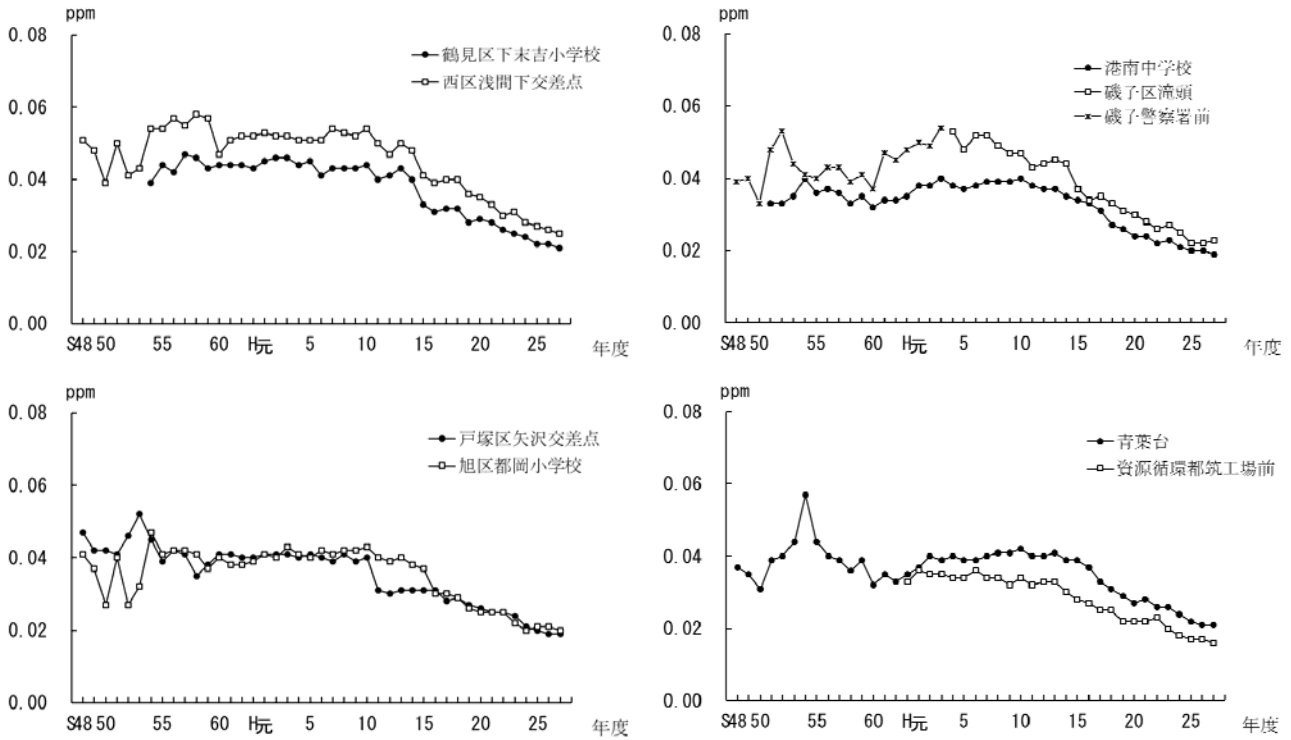 ppm
0.08
0.06
0.04
0.02
0.00
鶴見区下末吉小学校
西区浅間下交差点
S48 50 55 60 H元 5 10 15 20 25 年度
ppm
0.08
0.06
0.04
0.02
0.00
港南中学校
磯子区滝頭
磯子警察署前
S48 50 55 60 H元 5 10 15 20 25 年度
ppm
0.08
0.06
0.04
0.02
0.00
戸塚区矢沢交差点
旭区都岡小学校
S48 50 55 60 H元 5 10 15 20 25 年度
ppm
0.08
0.06
0.04
0.02
0.00
青葉台
資源循環都筑工場前
S48 50 55 60 H元 5 10 15 20 25 年度